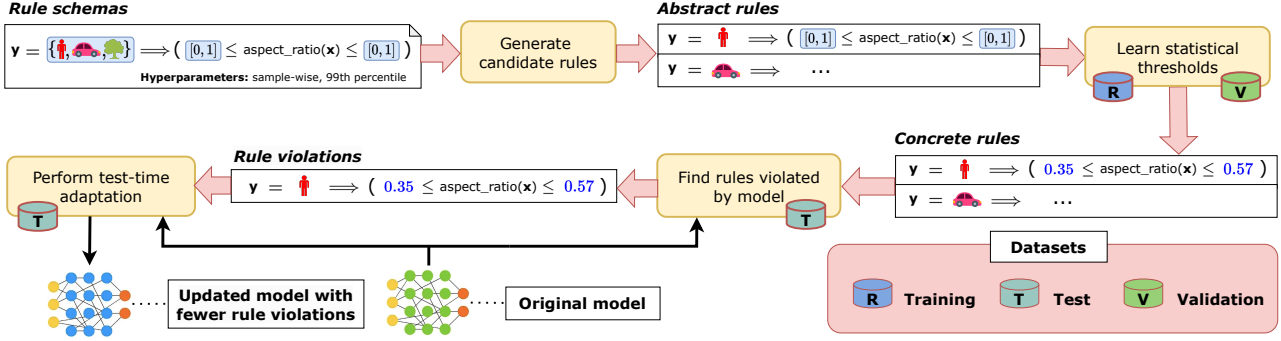 Rule schemas
y = { , , } ⟹ ( [0, 1] ≤ aspect_ratio(x) ≤ [0, 1] )
Hyperparameters: sample-wise, 99th percentile
Generate
candidate rules
Abstract rules
y = ⟹ ( [0, 1] ≤ aspect_ratio(x) ≤ [0, 1] )
y = ⟹ ...
Learn statistical
thresholds
R
V
Concrete rules
y = ⟹ ( 0.35 ≤ aspect_ratio(x) ≤ 0.57 )
y = ⟹ ...
Find rules violated
by model
T
Rule violations
y = ⟹ ( 0.35 ≤ aspect_ratio(x) ≤ 0.57 )
Perform test-time
adaptation
T
Updated model with
fewer rule violations
Original model
Datasets
R Training T Test V Validation